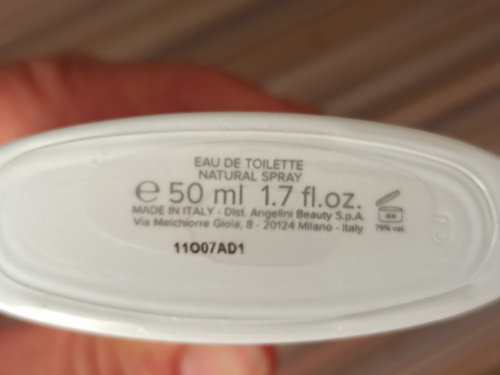 EAU DE TOILETTE
NATURAL SPRAY
e 50 ml 1.7 fl.oz.
MADE IN ITALY - Dist. Angelini Beauty S.p.A.
Via Melchiorre Gioia, 8 - 20124 Milano - Italy
78% vol.
11O07AD1